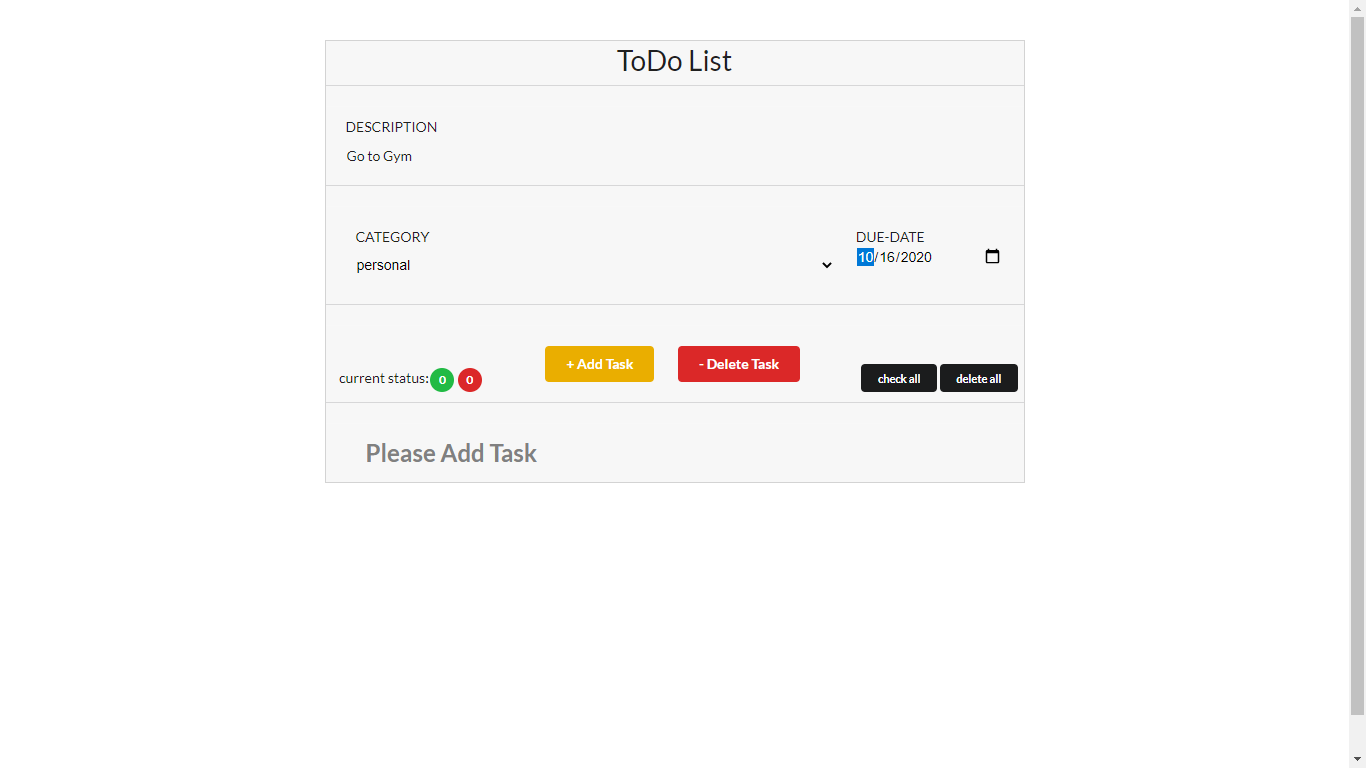 ToDo List
DESCRIPTION
Go to Gym
CATEGORY
personal
DUE-DATE
10/16/2020
current status: 0 0
+ Add Task
- Delete Task
check all
delete all
Please Add Task